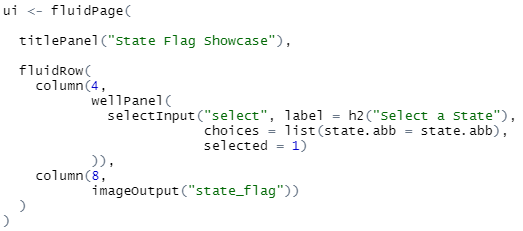 ui <- fluidPage(

  titlePanel("State Flag Showcase"),

  fluidRow(
    column(4,
           wellPanel(
             selectInput("select", label = h2("Select a State"),
                         choices = list(state.abb = state.abb),
                         selected = 1)
           )),
    column(8,
           imageOutput("state_flag"))
  )
)